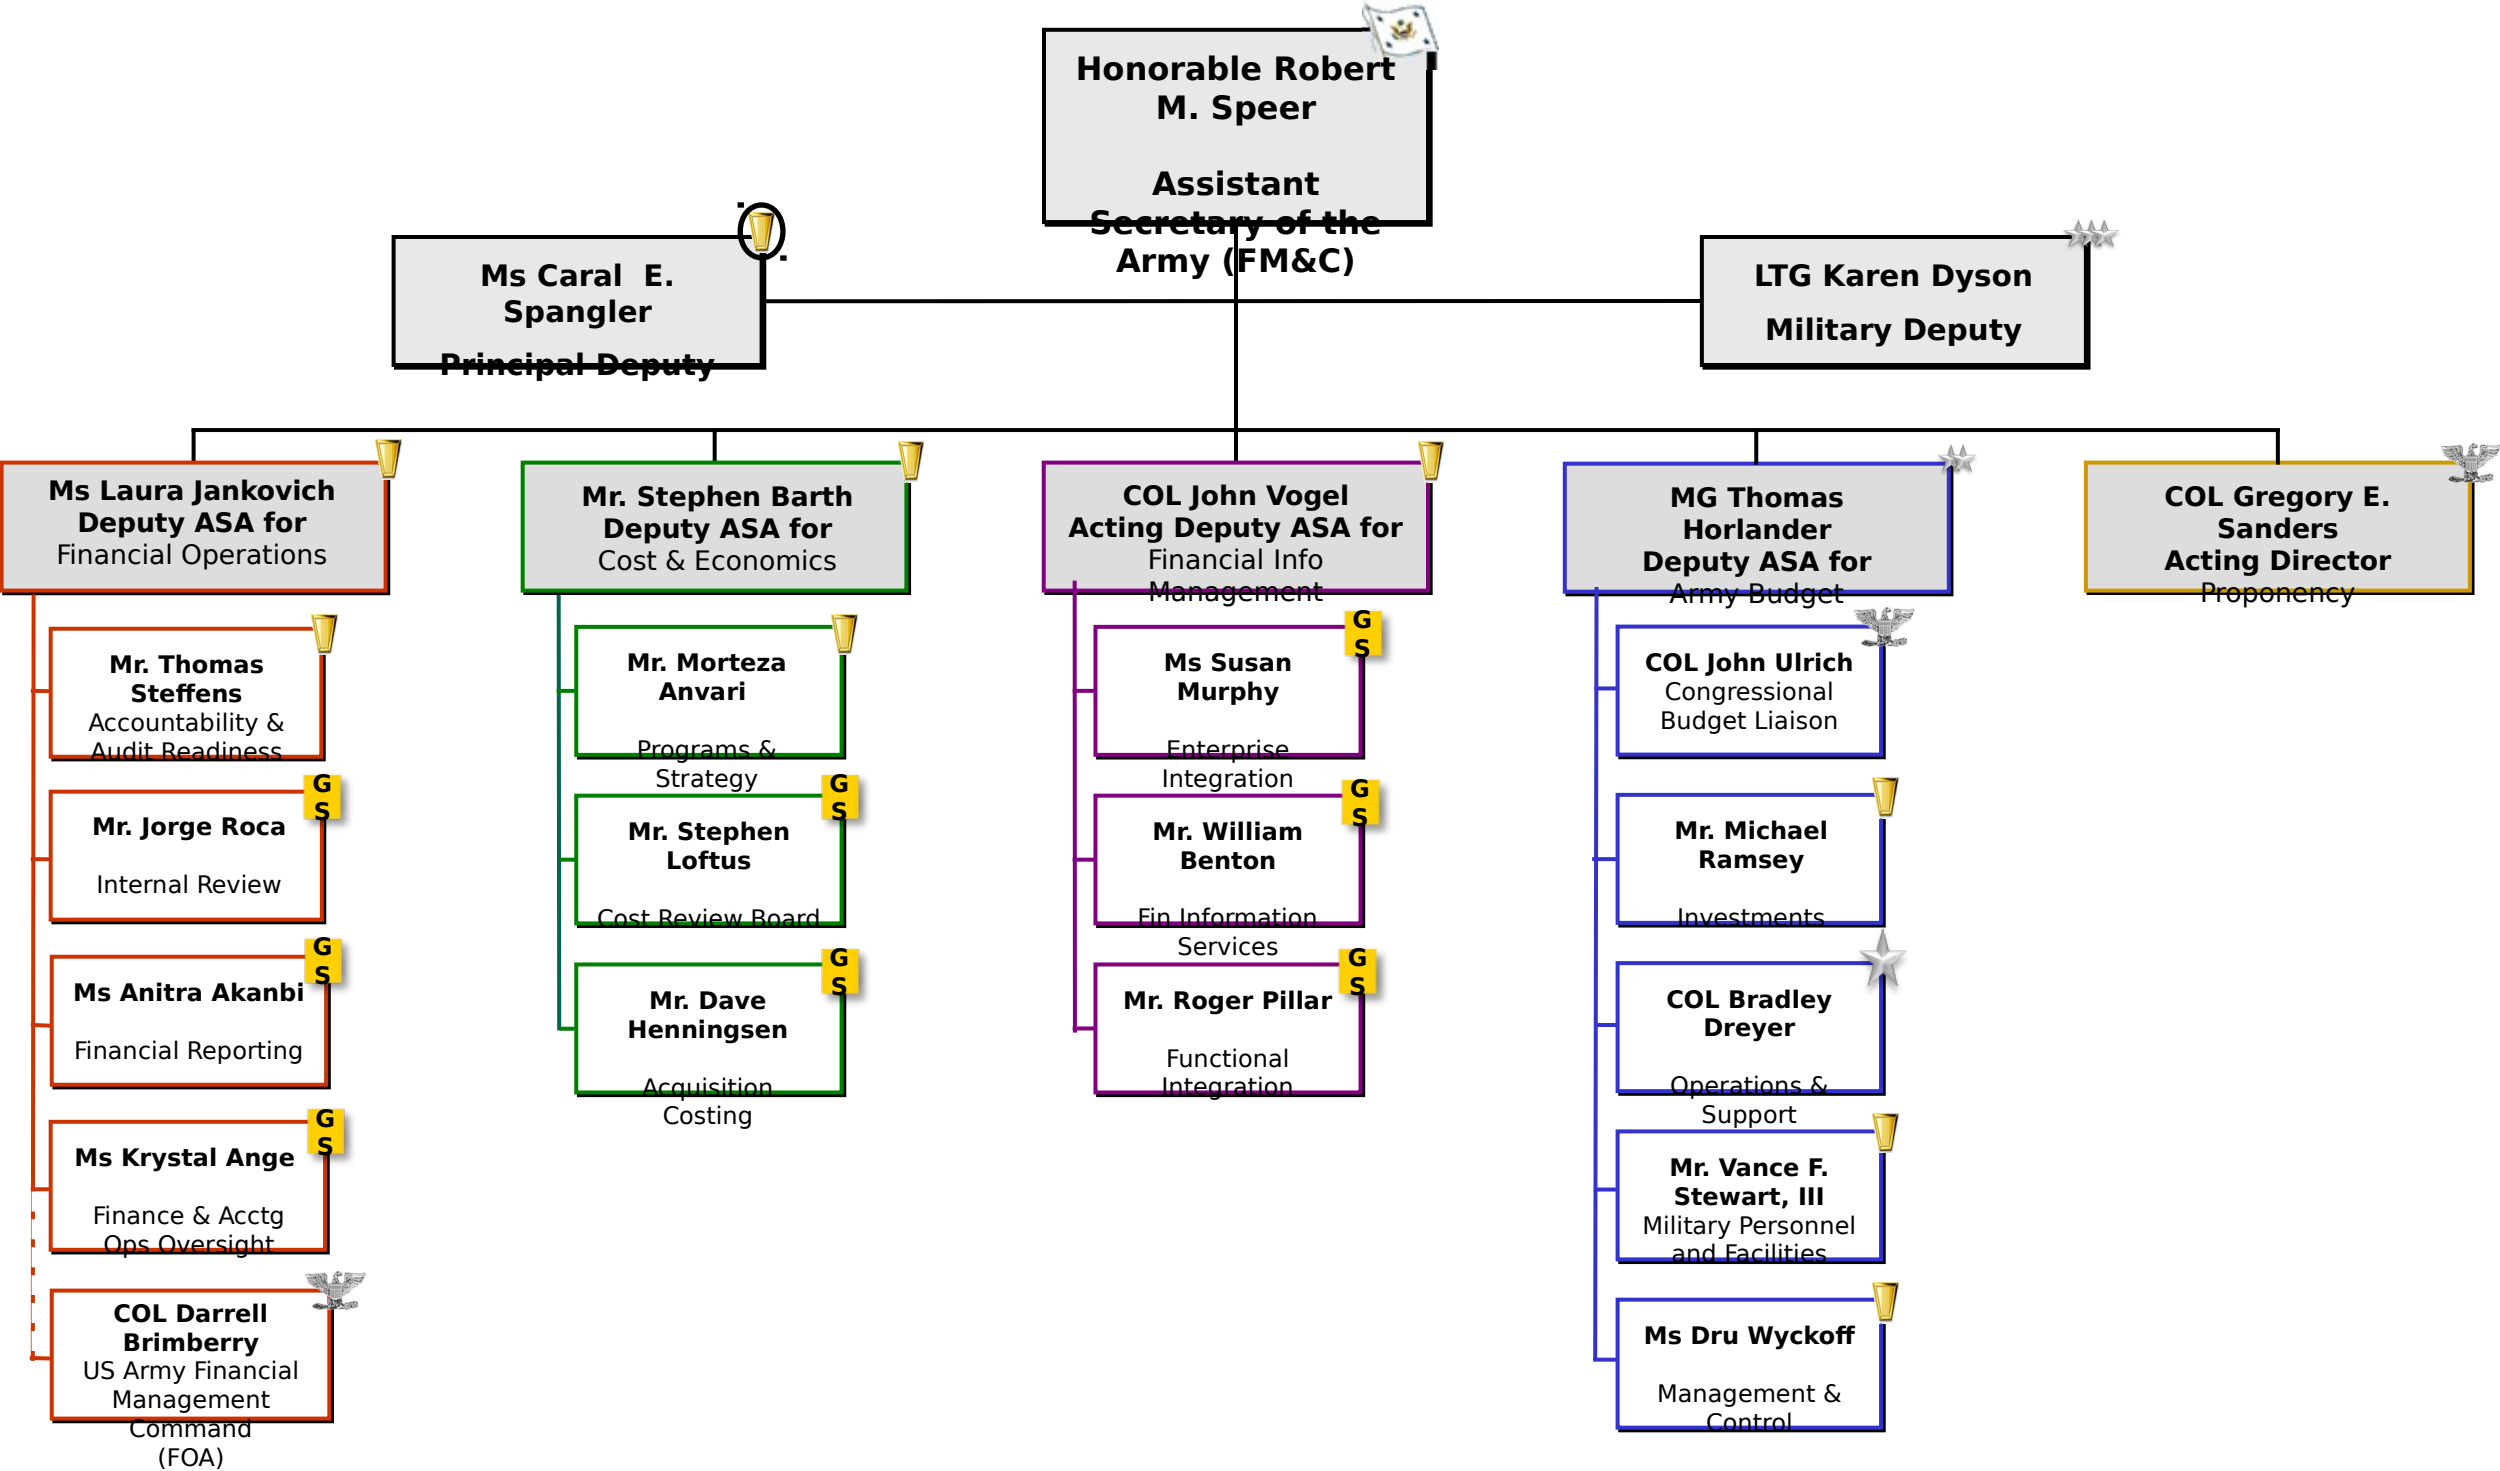 Honorable Robert
M. Speer
Assistant
Secretary of the
Army (FM&C)
Ms Caral  E.
Spangler
Principal Deputy
LTG Karen Dyson
Military Deputy
Ms Laura Jankovich
Deputy ASA for
Financial Operations
Mr. Thomas
Steffens
Accountability &
Audit Readiness
G
S
Mr. Jorge Roca
Internal Review
G
S
Ms Anitra Akanbi
Financial Reporting
G
S
Ms Krystal Ange
Finance & Acctg
Ops Oversight
COL Darrell
Brimberry
US Army Financial
Management
Command
(FOA)
Mr. Stephen Barth
Deputy ASA for
Cost & Economics
Mr. Morteza
Anvari
Programs &
Strategy
G
S
Mr. Stephen
Loftus
Cost Review Board
G
S
Mr. Dave
Henningsen
Acquisition
Costing
COL John Vogel
Acting Deputy ASA for
Financial Info
Management
G
S
Ms Susan
Murphy
Enterprise
Integration
G
S
Mr. William
Benton
Fin Information
Services
G
S
Mr. Roger Pillar
Functional
Integration
MG Thomas
Horlander
Deputy ASA for
Army Budget
COL John Ulrich
Congressional
Budget Liaison
Mr. Michael
Ramsey
Investments
COL Bradley
Dreyer
Operations &
Support
Mr. Vance F.
Stewart, III
Military Personnel
and Facilities
Ms Dru Wyckoff
Management &
Control
COL Gregory E.
Sanders
Acting Director
Proponency